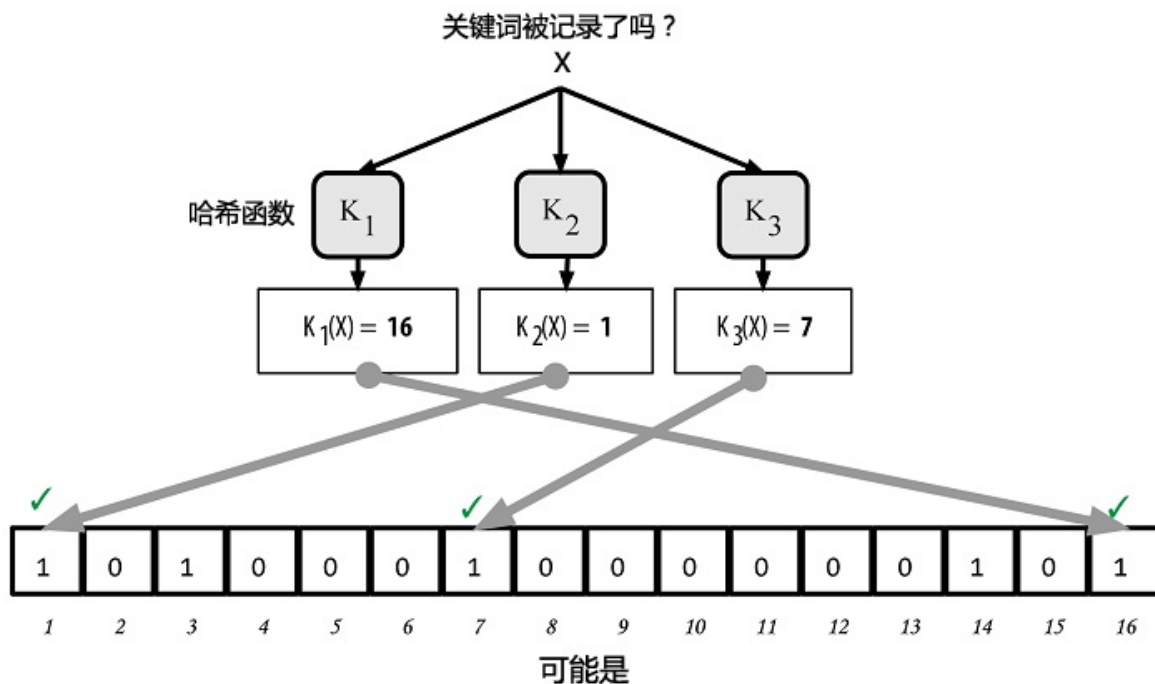 关键词被记录了吗？
X
哈希函数
K1 K2 K3
K1(X) = 16 K2(X) = 1 K3(X) = 7
✓ ✓ ✓
1 0 1 0 0 0 1 0 0 0 0 0 0 1 0 1
1 2 3 4 5 6 7 8 9 10 11 12 13 14 15 16
可能是